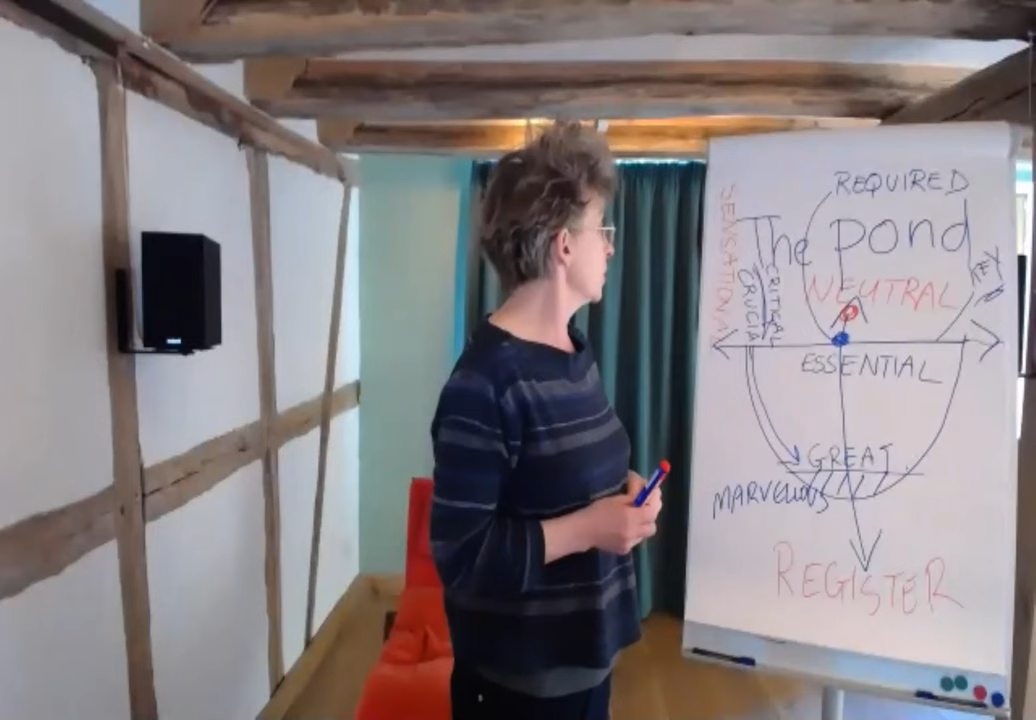 REQUIRED
SENSATIONAL
The pond
CRITICAL
CRUCIAL
NEUTRAL
ESSENTIAL
GREAT
MARVELLOUS
REGISTER